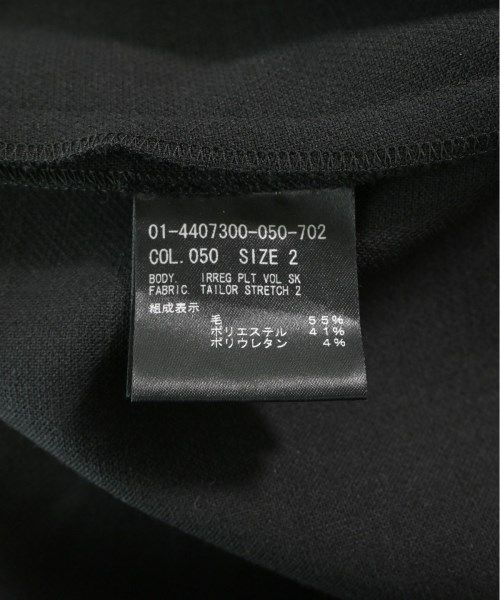 01-4407300-050-702
COL.050 SIZE 2
BODY. IRREG PLT VOL SK
FABRIC. TAILOR STRETCH 2
組成表示
毛 55%
ポリエステル 41%
ポリウレタン 4%